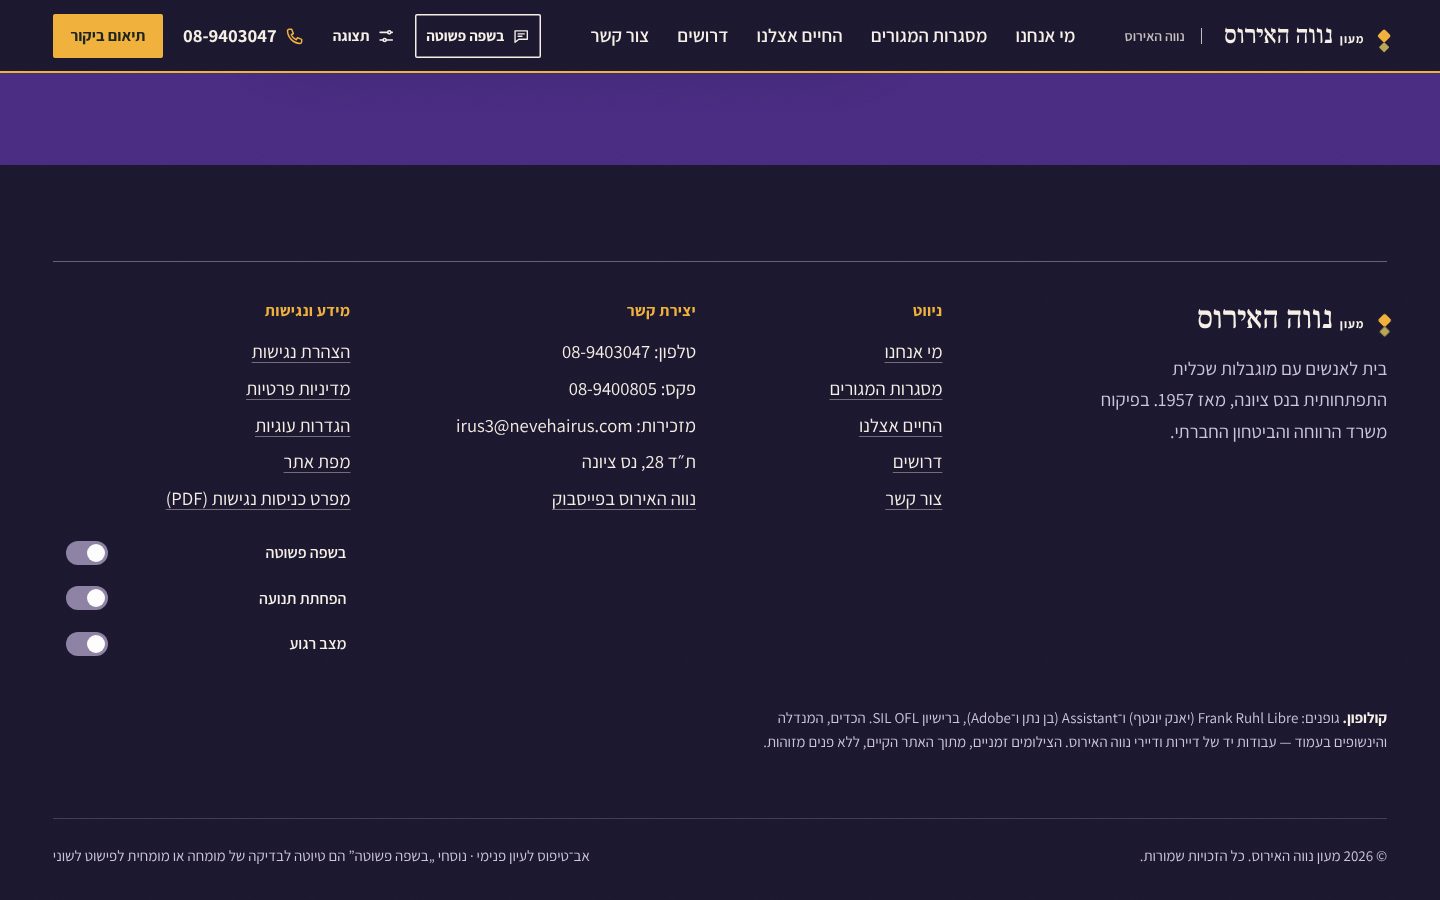 מעון נווה האירוס
נווה האירוס
מי אנחנו
מסגרות המגורים
החיים אצלנו
דרושים
צור קשר
בשפה פשוטה
תצוגה
08-9403047
תיאום ביקור
מעון נווה האירוס
בית לאנשים עם מוגבלות שכלית
התפתחותית בנס ציונה, מאז 1957. בפיקוח
משרד הרווחה והביטחון החברתי.
ניווט
מי אנחנו
מסגרות המגורים
החיים אצלנו
דרושים
צור קשר
יצירת קשר
טלפון: 08-9403047
פקס: 08-9400805
מזכירות: irus3@nevehairus.com
ת״ד 28, נס ציונה
נווה האירוס בפייסבוק
מידע ונגישות
הצהרת נגישות
מדיניות פרטיות
הגדרות עוגיות
מפת אתר
מפרט כניסות נגישות (PDF)
בשפה פשוטה
הפחתת תנועה
מצב רגוע
קולופון. גופנים: Frank Ruhl Libre (יאנק יונטף) ו־Assistant (בן נתן ו־Adobe), ברישיון SIL OFL. הכדים, המנדלה
והינשופים בעמוד — עבודות יד של דיירות ודיירי נווה האירוס. הצילומים זמניים, מתוך האתר הקיים, ללא פנים מזוהות.
© 2026 מעון נווה האירוס. כל הזכויות שמורות.
אב־טיפוס לעיון פנימי · נוסחי „בשפה פשוטה” הם טיוטה לבדיקה של מומחה או מומחית לפישוט לשוני